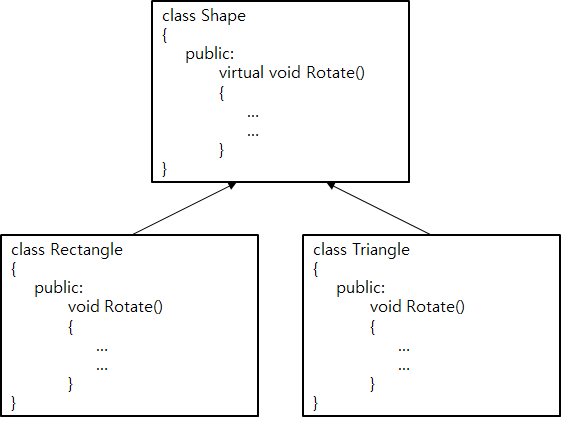 class Shape
{
public:
virtual void Rotate()
{
...
...
}
}
class Rectangle
{
public:
void Rotate()
{
...
...
}
}
class Triangle
{
public:
void Rotate()
{
...
...
}
}